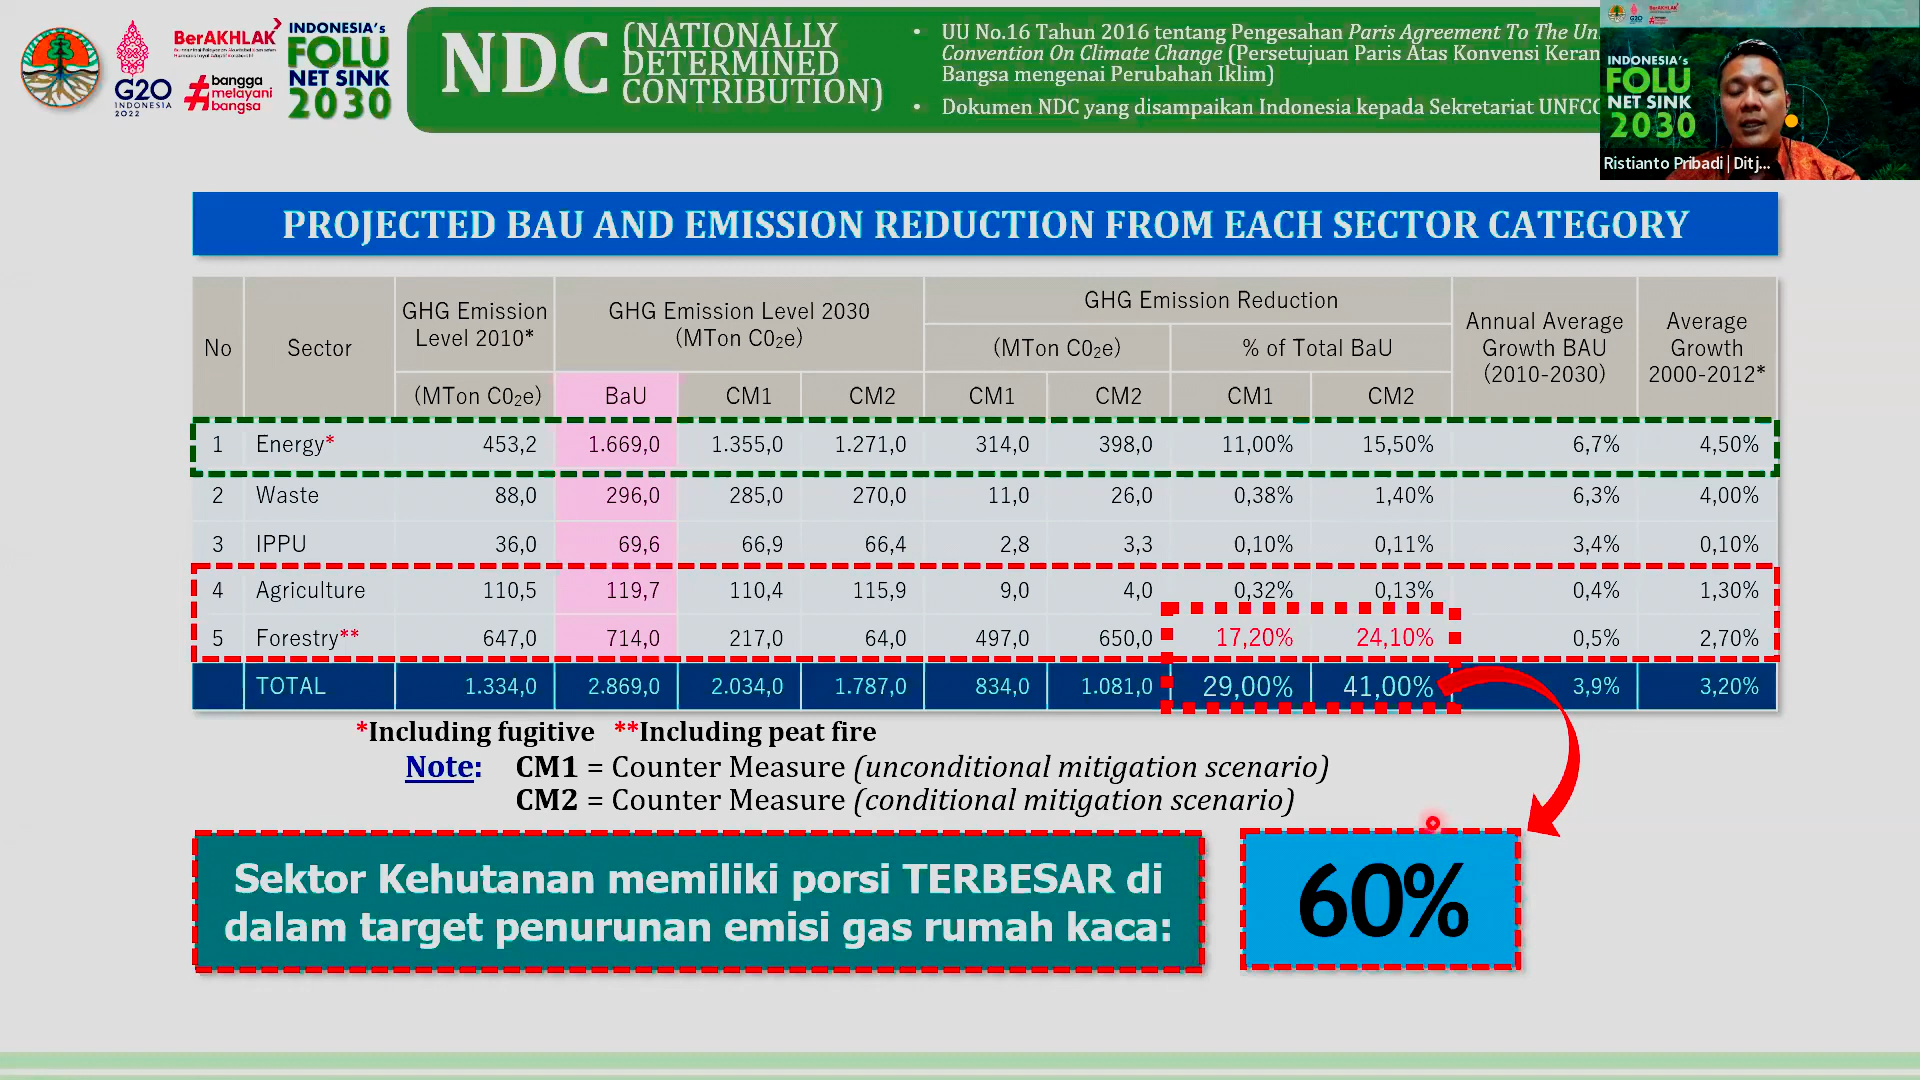 BerAKHLAK
G20
INDONESIA
2022
#bangga
melayani
bangsa
INDONESIA's
FOLU
NET SINK
2030
NDC
(NATIONALLY
DETERMINED
CONTRIBUTION)
• UU No.16 Tahun 2016 tentang Pengesahan Paris Agreement To The Un
Convention On Climate Change (Persetujuan Paris Atas Konvensi Keran
Bangsa mengenai Perubahan Iklim)
• Dokumen NDC yang disampaikan Indonesia kepada Sekretariat UNFCC
INDONESIA's
FOLU
NET SINK
2030
Ristianto Pribadi | Ditj...
PROJECTED BAU AND EMISSION REDUCTION FROM EACH SECTOR CATEGORY
No Sector GHG Emission Level 2010* GHG Emission Level 2030 (MTon C0₂e) GHG Emission Reduction Annual Average Growth BAU (2010-2030) Average Growth 2000-2012*
(MTon C0₂e) % of Total BaU
(MTon C0₂e) BaU CM1 CM2 CM1 CM2 CM1 CM2
1 Energy* 453,2 1.669,0 1.355,0 1.271,0 314,0 398,0 11,00% 15,50% 6,7% 4,50%
2 Waste 88,0 296,0 285,0 270,0 11,0 26,0 0,38% 1,40% 6,3% 4,00%
3 IPPU 36,0 69,6 66,9 66,4 2,8 3,3 0,10% 0,11% 3,4% 0,10%
4 Agriculture 110,5 119,7 110,4 115,9 9,0 4,0 0,32% 0,13% 0,4% 1,30%
5 Forestry** 647,0 714,0 217,0 64,0 497,0 650,0 17,20% 24,10% 0,5% 2,70%
TOTAL 1.334,0 2.869,0 2.034,0 1.787,0 834,0 1.081,0 29,00% 41,00% 3,9% 3,20%
*Including fugitive **Including peat fire
Note: CM1 = Counter Measure (unconditional mitigation scenario)
CM2 = Counter Measure (conditional mitigation scenario)
Sektor Kehutanan memiliki porsi TERBESAR di
dalam target penurunan emisi gas rumah kaca:
60%